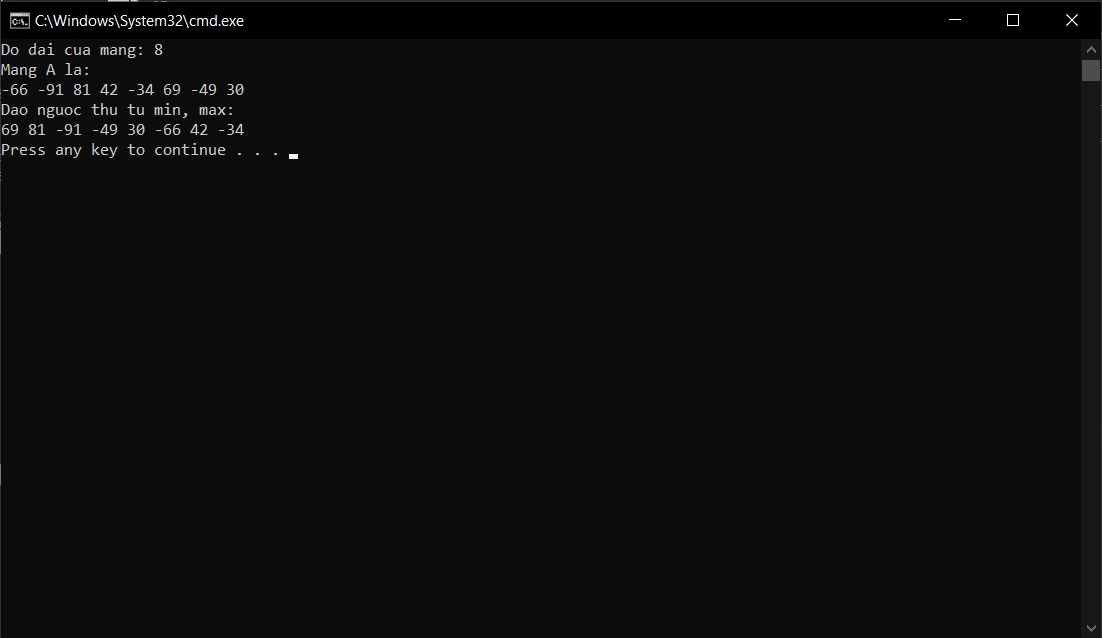 C:\Windows\System32\cmd.exe
Do dai cua mang: 8
Mang A la:
-66 -91 81 42 -34 69 -49 30
Dao nguoc thu tu min, max:
69 81 -91 -49 30 -66 42 -34
Press any key to continue . . .